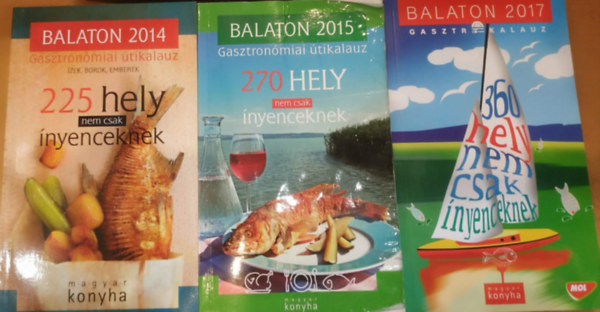 BALATON 2014
Gasztronómiai útikalauz
ÍZEK, BOROK, EMBEREK
225 hely
nem csak
ínyenceknek
magyar
konyha
BALATON 2015
Gasztronómiai útikalauz
270 HELY
nem csak
ínyenceknek
magyar
konyha
BALATON 2017
GASZTR KALAUZ
360
hely
nem
csak
ínyenceknek
magyar
konyha
MOL